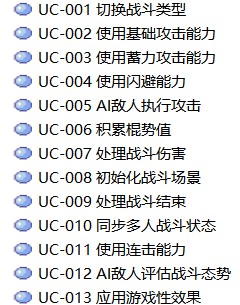 UC-001 切换战斗类型
UC-002 使用基础攻击能力
UC-003 使用蓄力攻击能力
UC-004 使用闪避能力
UC-005 AI敌人执行攻击
UC-006 积累棍势值
UC-007 处理战斗伤害
UC-008 初始化战斗场景
UC-009 处理战斗结束
UC-010 同步多人战斗状态
UC-011 使用连击能力
UC-012 AI敌人评估战斗态势
UC-013 应用游戏性效果